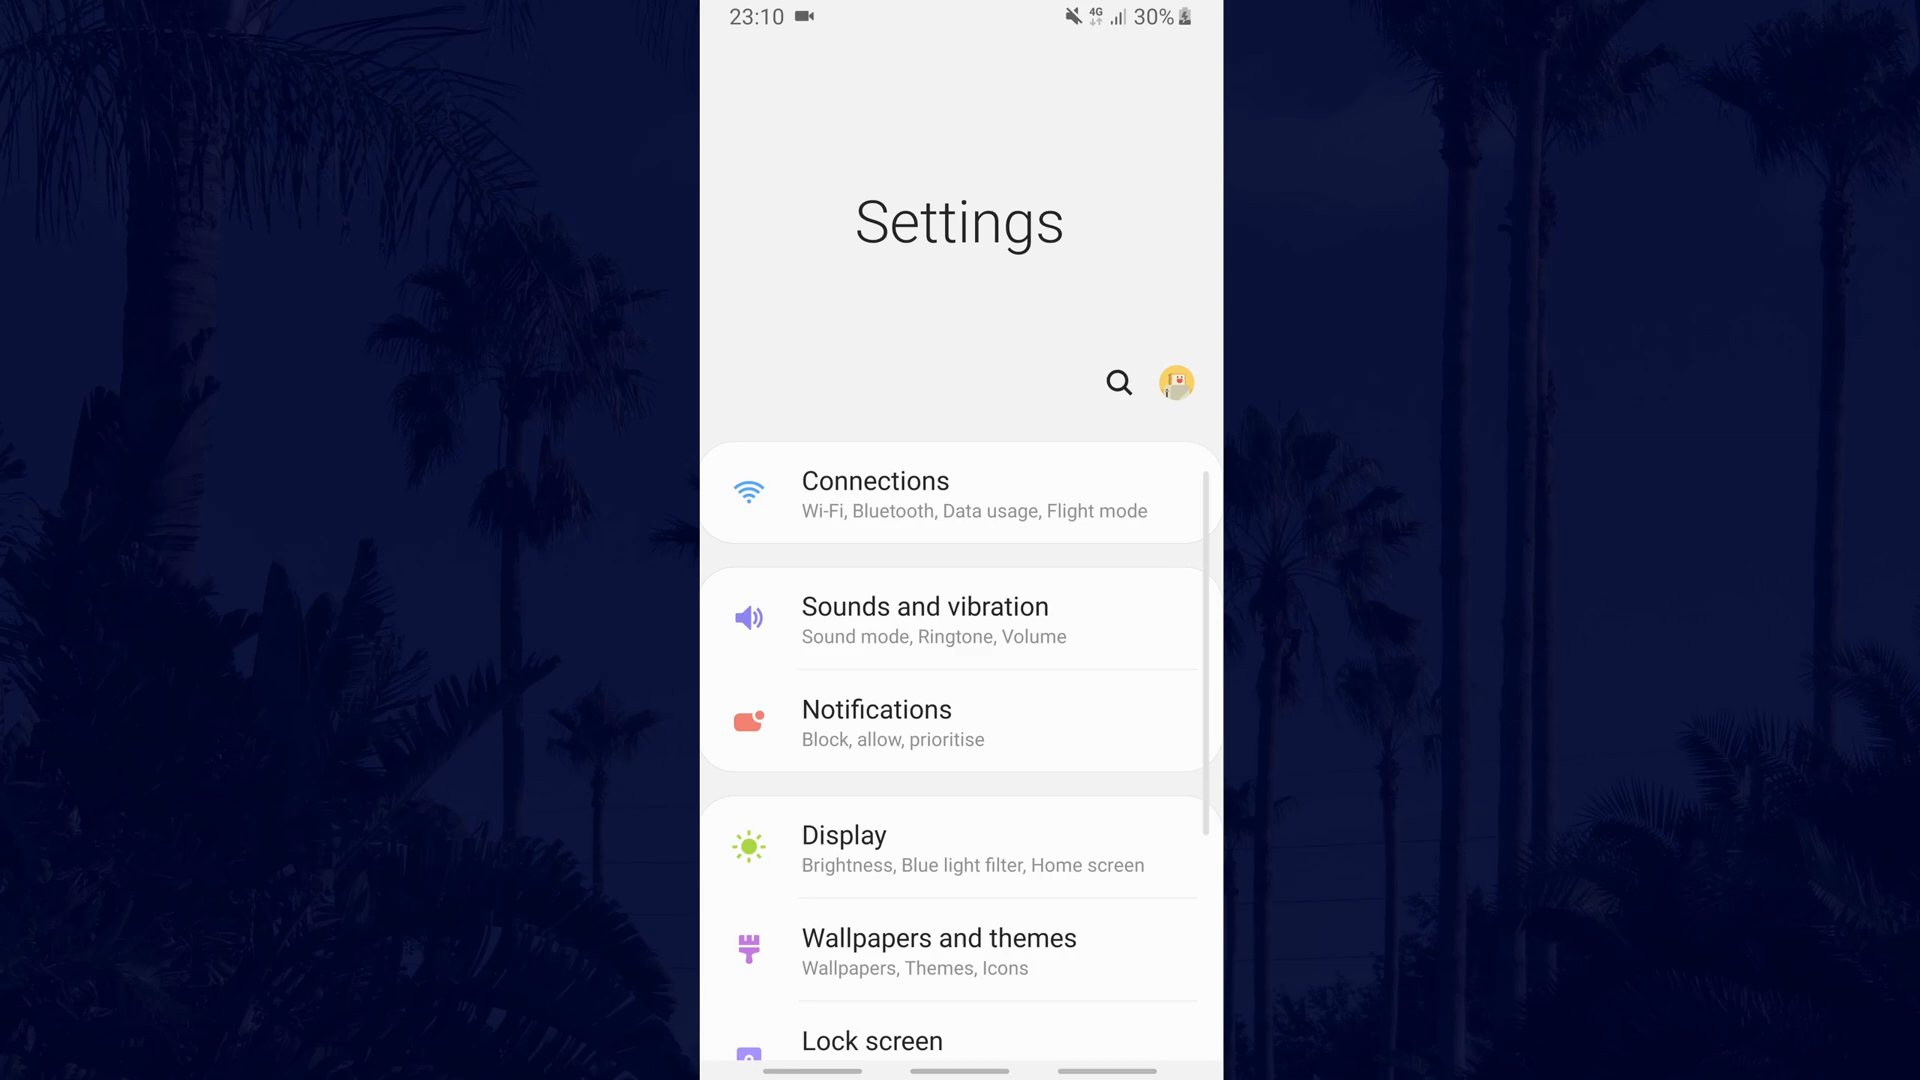 23:10
4G 30%
Settings
Connections
Wi-Fi, Bluetooth, Data usage, Flight mode
Sounds and vibration
Sound mode, Ringtone, Volume
Notifications
Block, allow, prioritise
Display
Brightness, Blue light filter, Home screen
Wallpapers and themes
Wallpapers, Themes, Icons
Lock screen